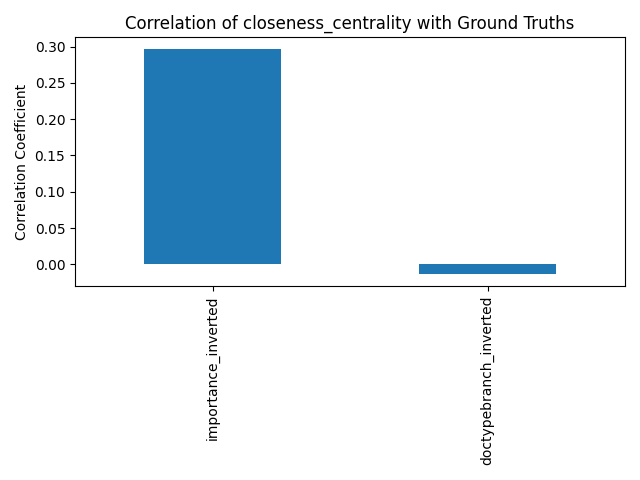 Correlation of closeness_centrality with Ground Truths
Correlation Coefficient
0.30
0.25
0.20
0.15
0.10
0.05
0.00
importance_inverted
doctypebranch_inverted